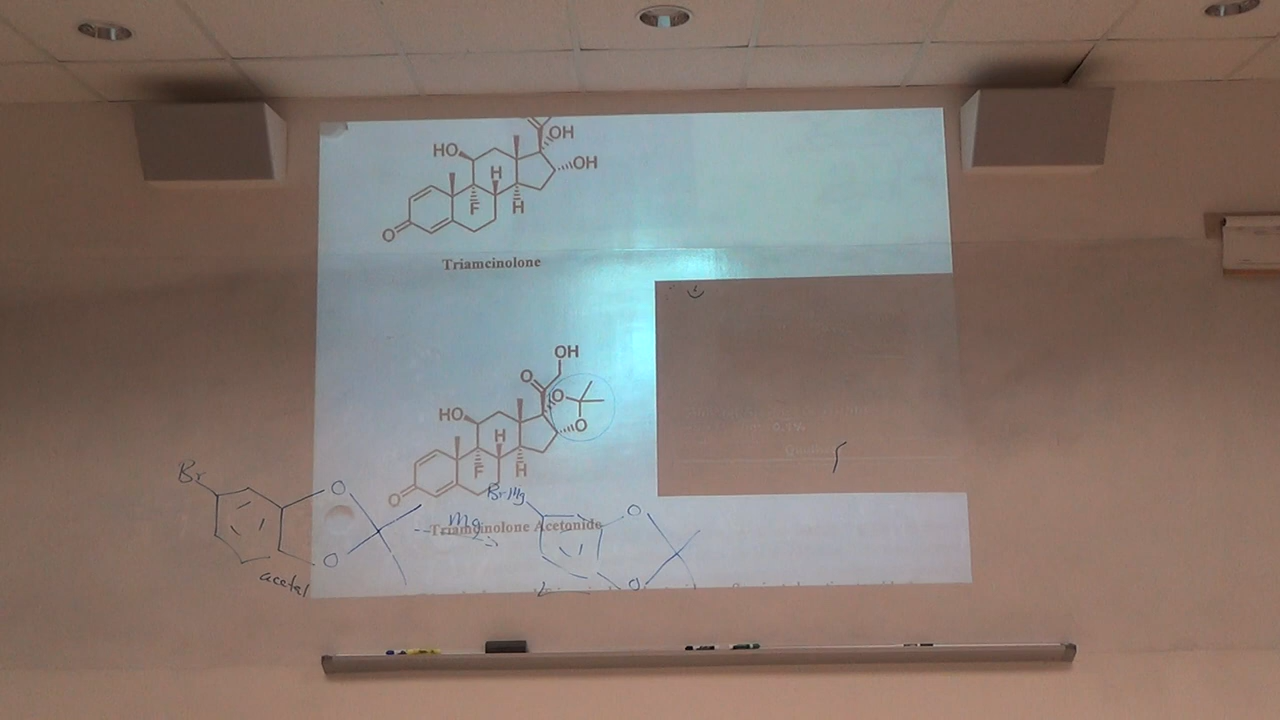 OH
HO
OH
H
F
H
O
Triamcinolone
OH
O
O
HO
O
H
F
H
O
Triamcinolone Acetonide
Br
O
O
acetal
Mg
BrMg
O
O